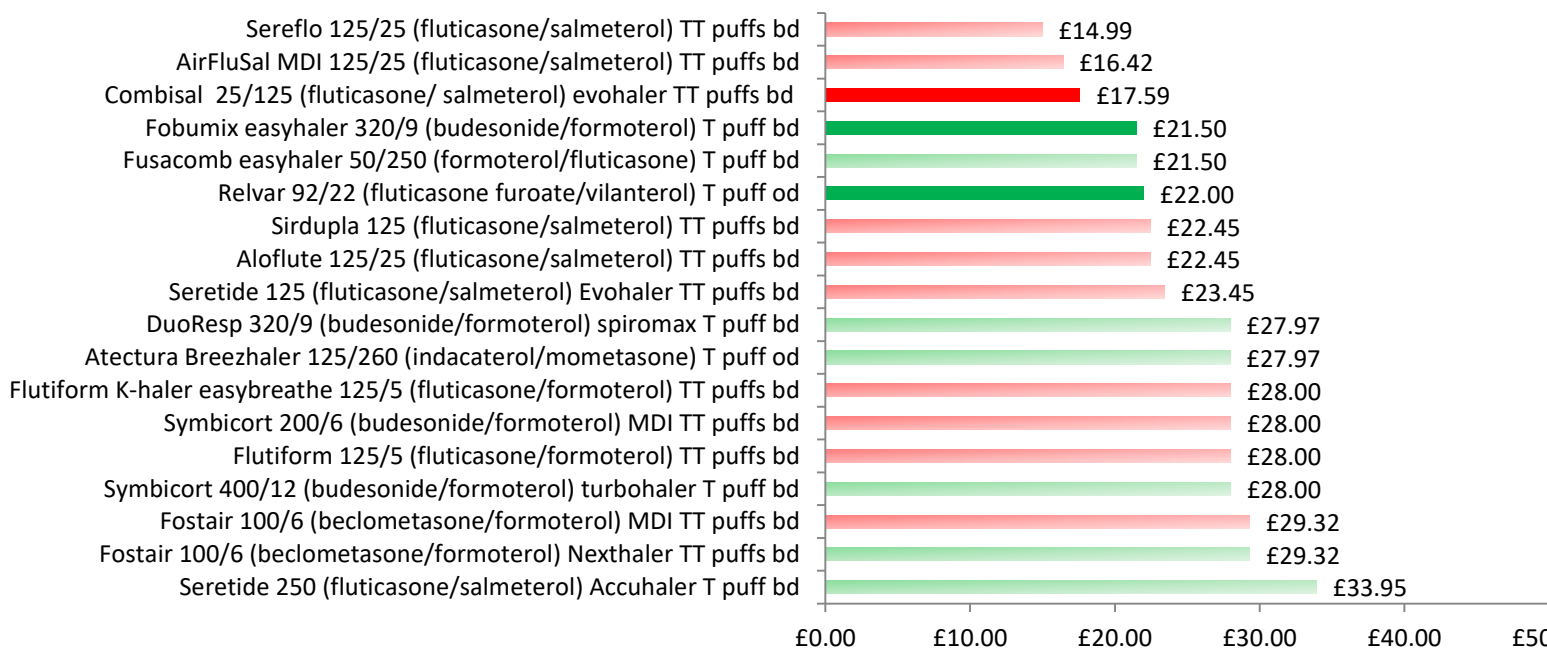 Sereflo 125/25 (fluticasone/salmeterol) TT puffs bd £14.99
AirFluSal MDI 125/25 (fluticasone/salmeterol) TT puffs bd £16.42
Combisal  25/125 (fluticasone/ salmeterol) evohaler TT puffs bd £17.59
Fobumix easyhaler 320/9 (budesonide/formoterol) T puff bd £21.50
Fusacomb easyhaler 50/250 (formoterol/fluticasone) T puff bd £21.50
Relvar 92/22 (fluticasone furoate/vilanterol) T puff od £22.00
Sirdupla 125 (fluticasone/salmeterol) TT puffs bd £22.45
Aloflute 125/25 (fluticasone/salmeterol) TT puffs bd £22.45
Seretide 125 (fluticasone/salmeterol) Evohaler TT puffs bd £23.45
DuoResp 320/9 (budesonide/formoterol) spiromax T puff bd £27.97
Atectura Breezhaler 125/260 (indacaterol/mometasone) T puff od £27.97
Flutiform K-haler easybreathe 125/5 (fluticasone/formoterol) TT puffs bd £28.00
Symbicort 200/6 (budesonide/formoterol) MDI TT puffs bd £28.00
Flutiform 125/5 (fluticasone/formoterol) TT puffs bd £28.00
Symbicort 400/12 (budesonide/formoterol) turbohaler T puff bd £28.00
Fostair 100/6 (beclometasone/formoterol) MDI TT puffs bd £29.32
Fostair 100/6 (beclometasone/formoterol) Nexthaler TT puffs bd £29.32
Seretide 250 (fluticasone/salmeterol) Accuhaler T puff bd £33.95
£0.00 £10.00 £20.00 £30.00 £40.00